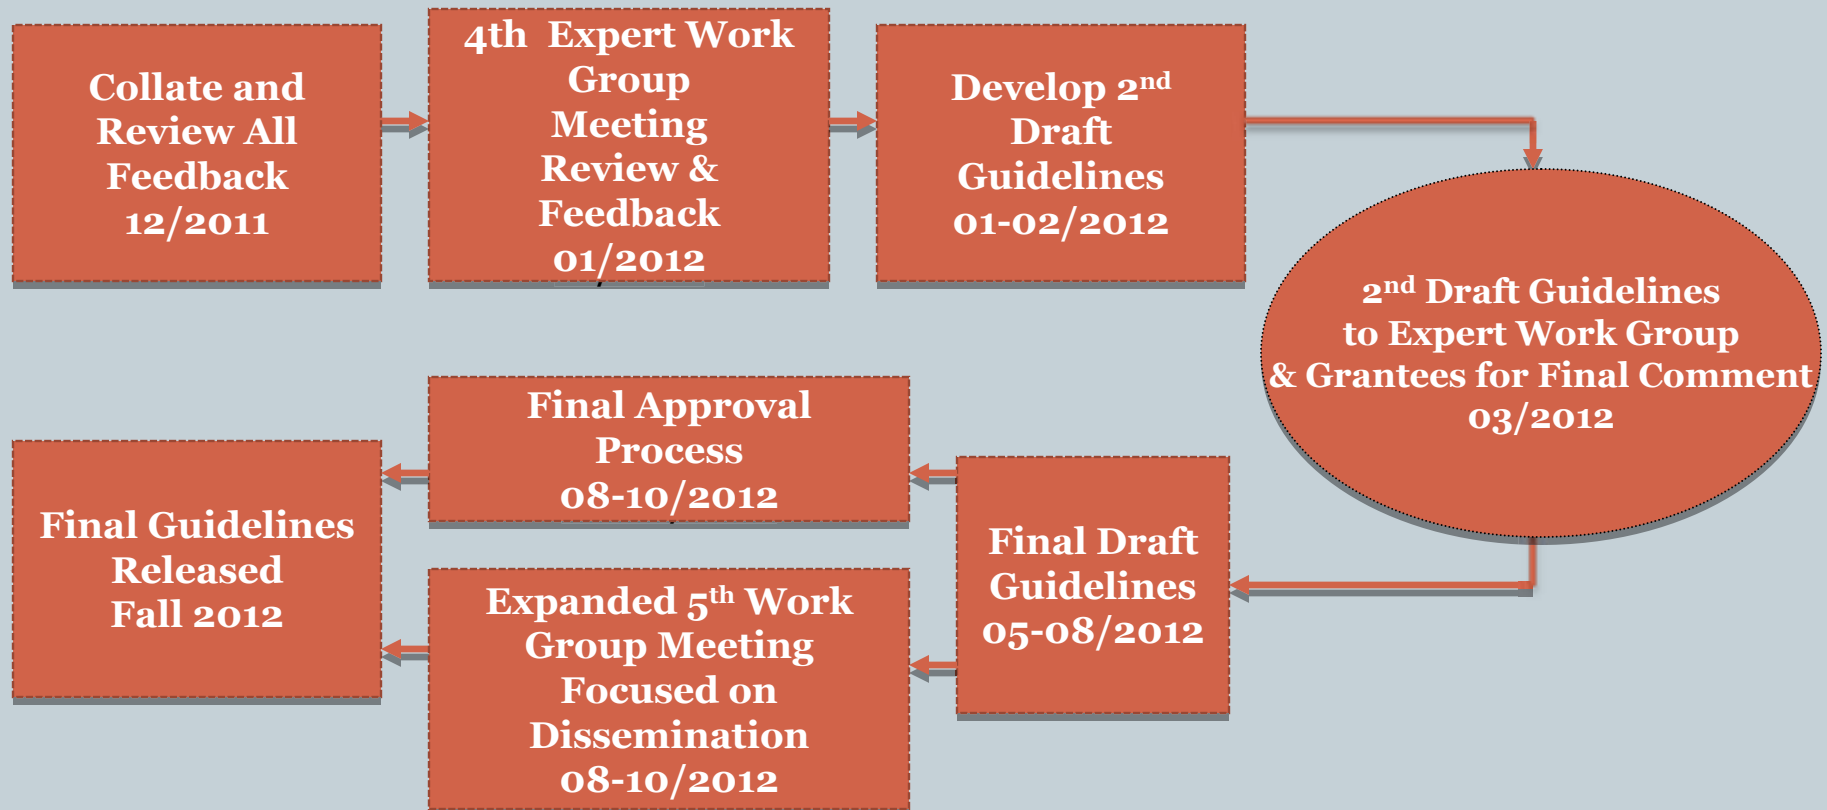 Collate and
Review All
Feedback
12/2011
4th Expert Work
Group
Meeting
Review &
Feedback
01/2012
Develop 2nd
Draft
Guidelines
01-02/2012
2nd Draft Guidelines
to Expert Work Group
& Grantees for Final Comment
03/2012
Final Draft
Guidelines
05-08/2012
Final Approval
Process
08-10/2012
Expanded 5th Work
Group Meeting
Focused on
Dissemination
08-10/2012
Final Guidelines
Released
Fall 2012